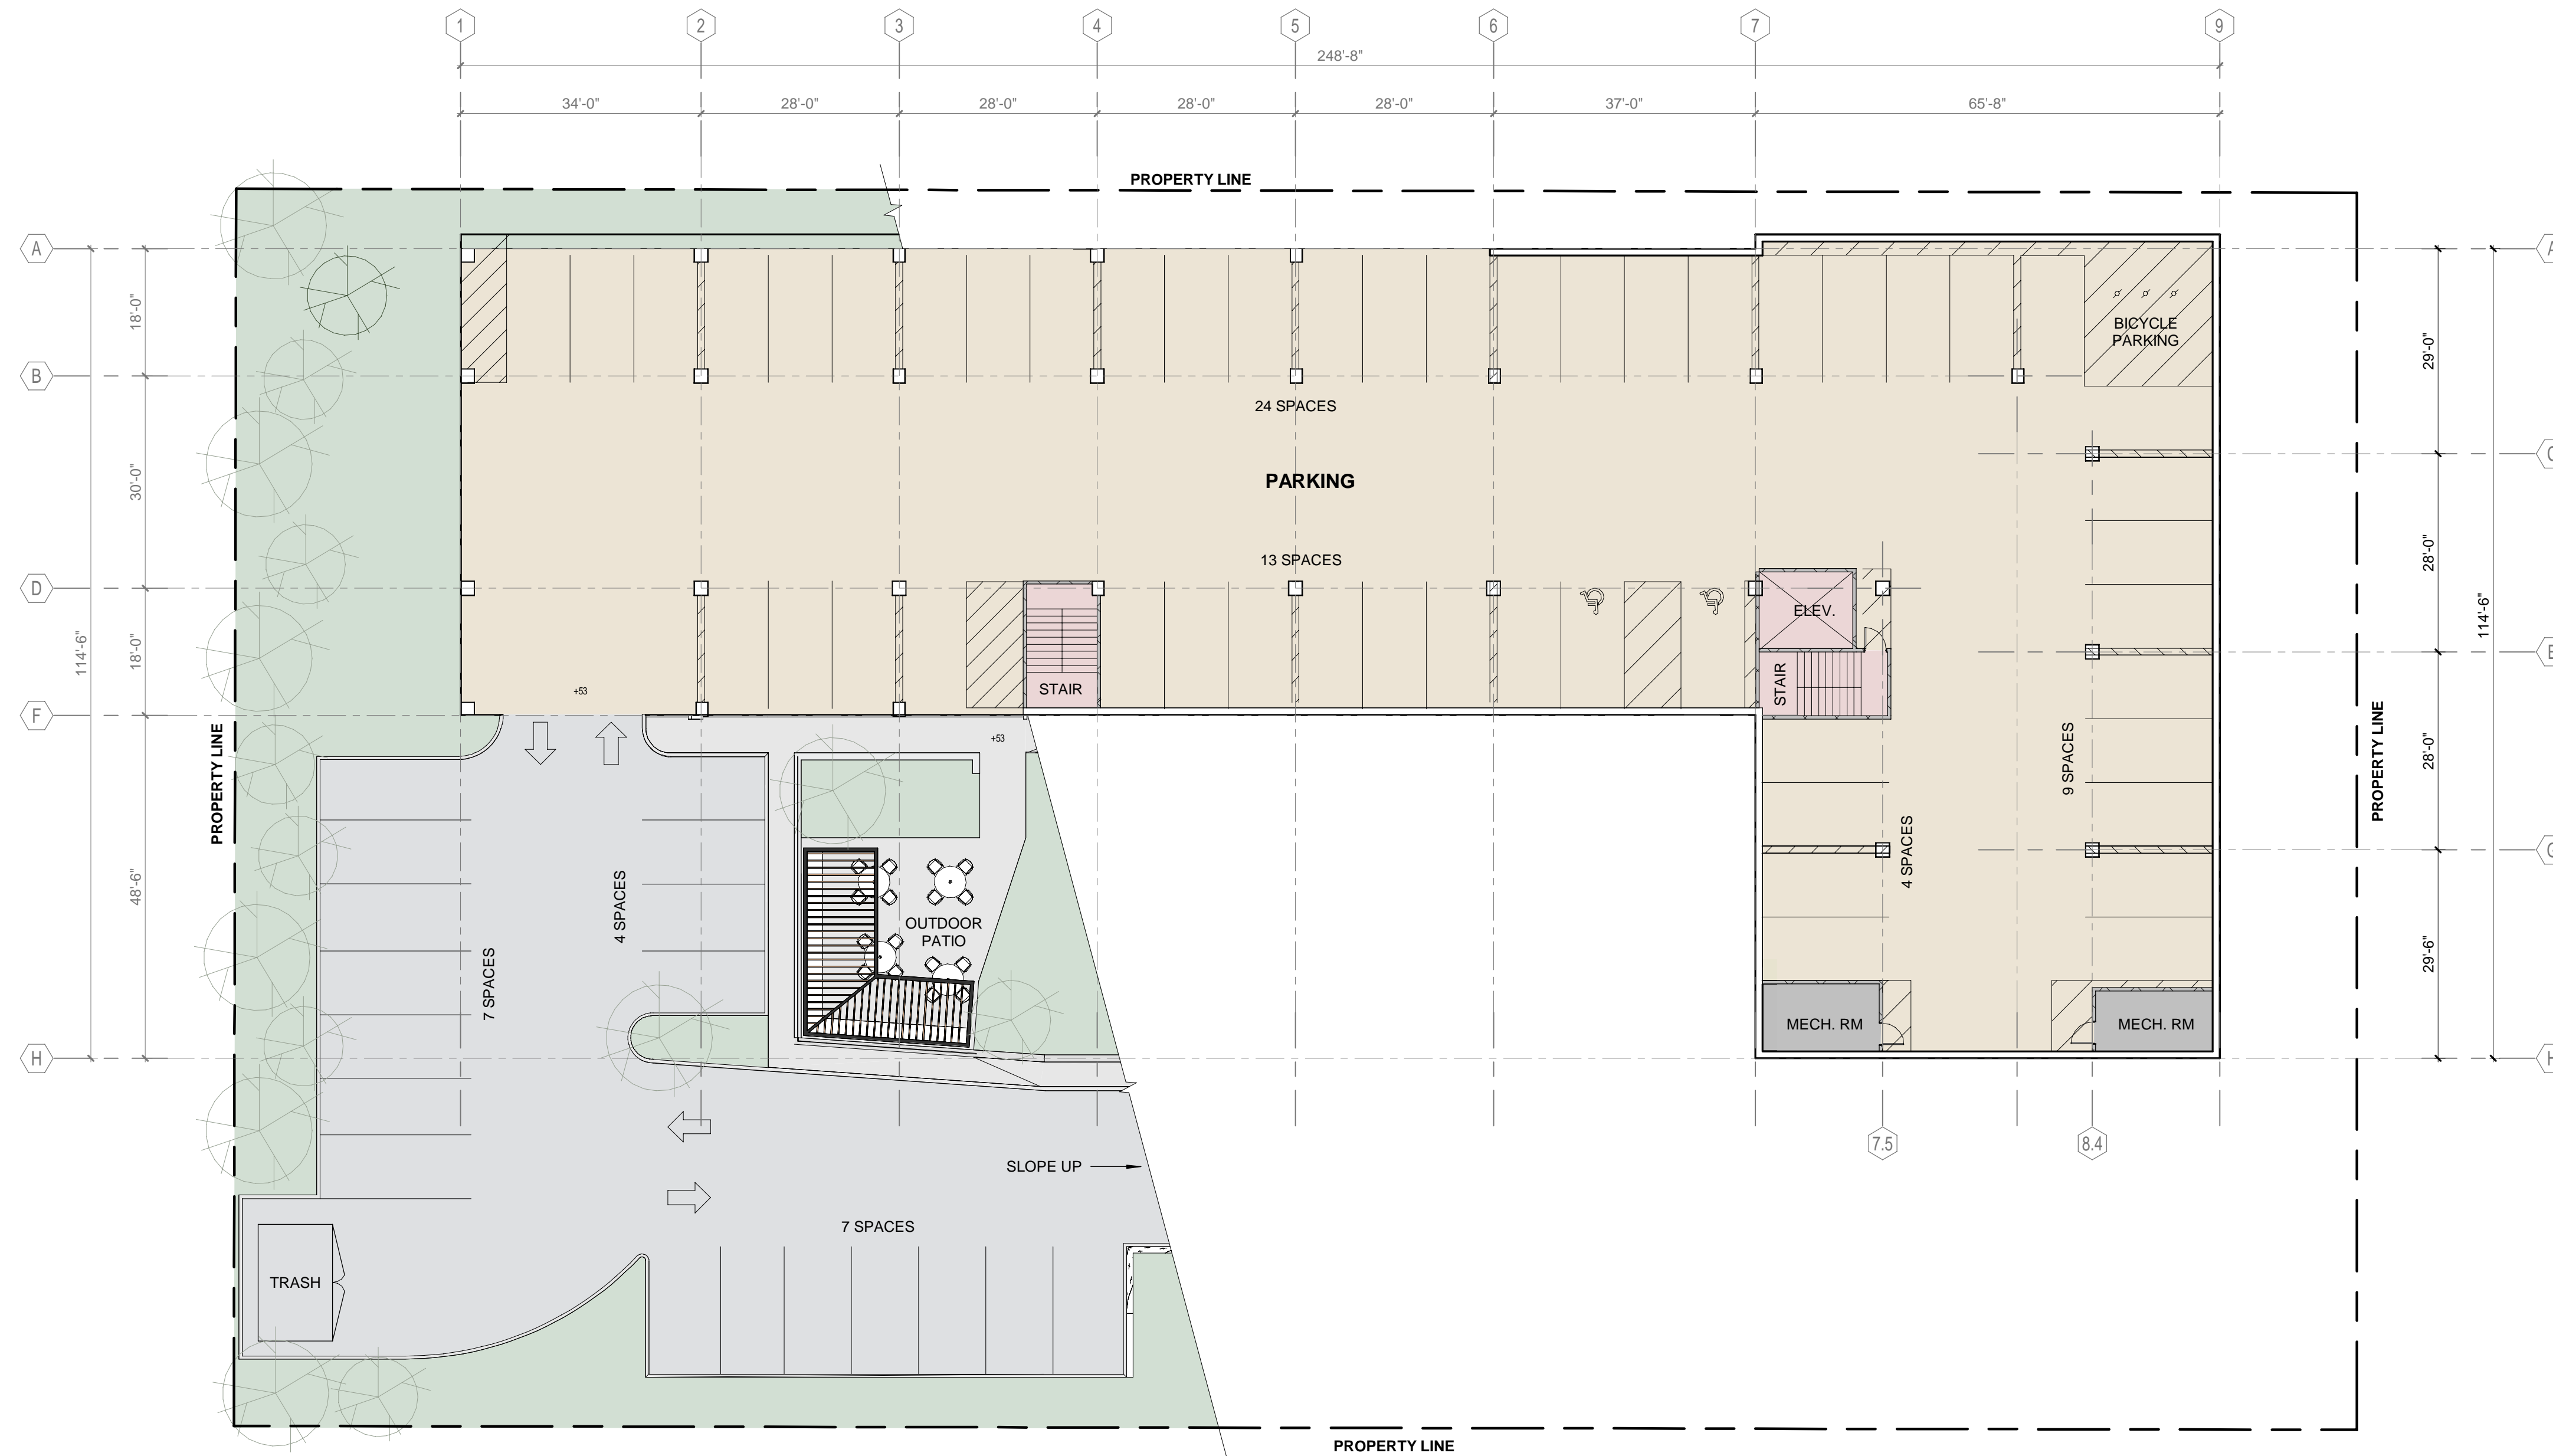 1
2
3
4
5
6
7
9
248'-8"
34'-0"
28'-0"
28'-0"
28'-0"
28'-0"
37'-0"
65'-8"
PROPERTY LINE
A
B
D
F
H
18'-0"
30'-0"
18'-0"
48'-6"
114'-6"
PROPERTY LINE
BICYCLE
PARKING
24 SPACES
PARKING
13 SPACES
ELEV.
STAIR
STAIR
+53
+53
9 SPACES
4 SPACES
4 SPACES
7 SPACES
OUTDOOR
PATIO
MECH. RM
MECH. RM
7.5
8.4
SLOPE UP
7 SPACES
TRASH
29'-0"
28'-0"
28'-0"
29'-6"
114'-6"
PROPERTY LINE
PROPERTY LINE